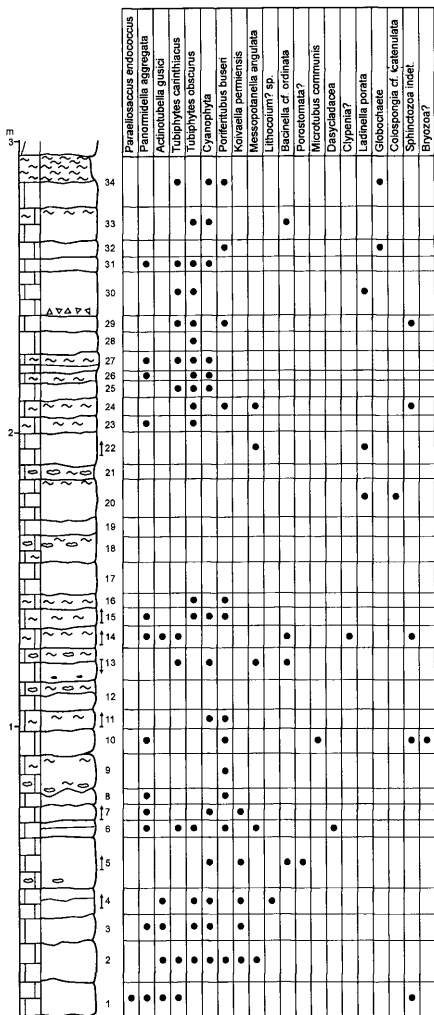 Paraeliosaccus endococcus
Panormidella aggregata
Actinotubella gusici
Tubiphytes carinthiacus
Tubiphytes obscurus
Cyanophyta
Poriferitubus buseri
Koivaella permiensis
Messopotanella angulata
Lithocoium? sp.
Bacinella cf. ordinata
Porostomata?
Microtubus communis
Dasycladacea
Clypenia?
Ladinella porata
Globochaete
Colospongia cf. catenulata
Sphinctozoa indet.
Bryozoa?
m
3
34
33
32
31
30
29
28
27
26
25
24
23
2
22
21
20
19
18
17
16
15
14
13
12
11
1
10
9
8
7
6
5
4
3
2
1